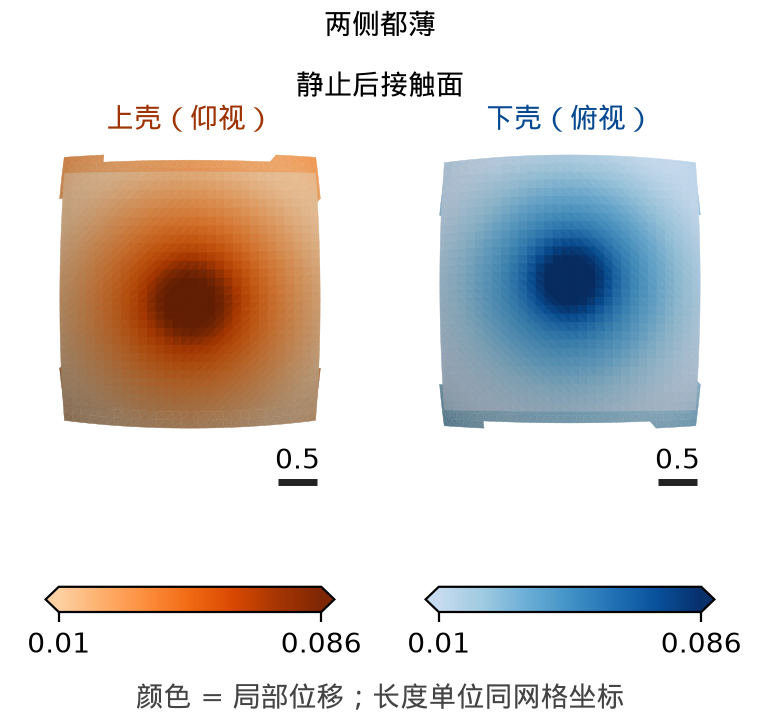 两侧都薄
静止后接触面
上壳（仰视）
下壳（俯视）
0.5
0.5
0.01 0.086
0.01 0.086
颜色 = 局部位移；长度单位同网格坐标